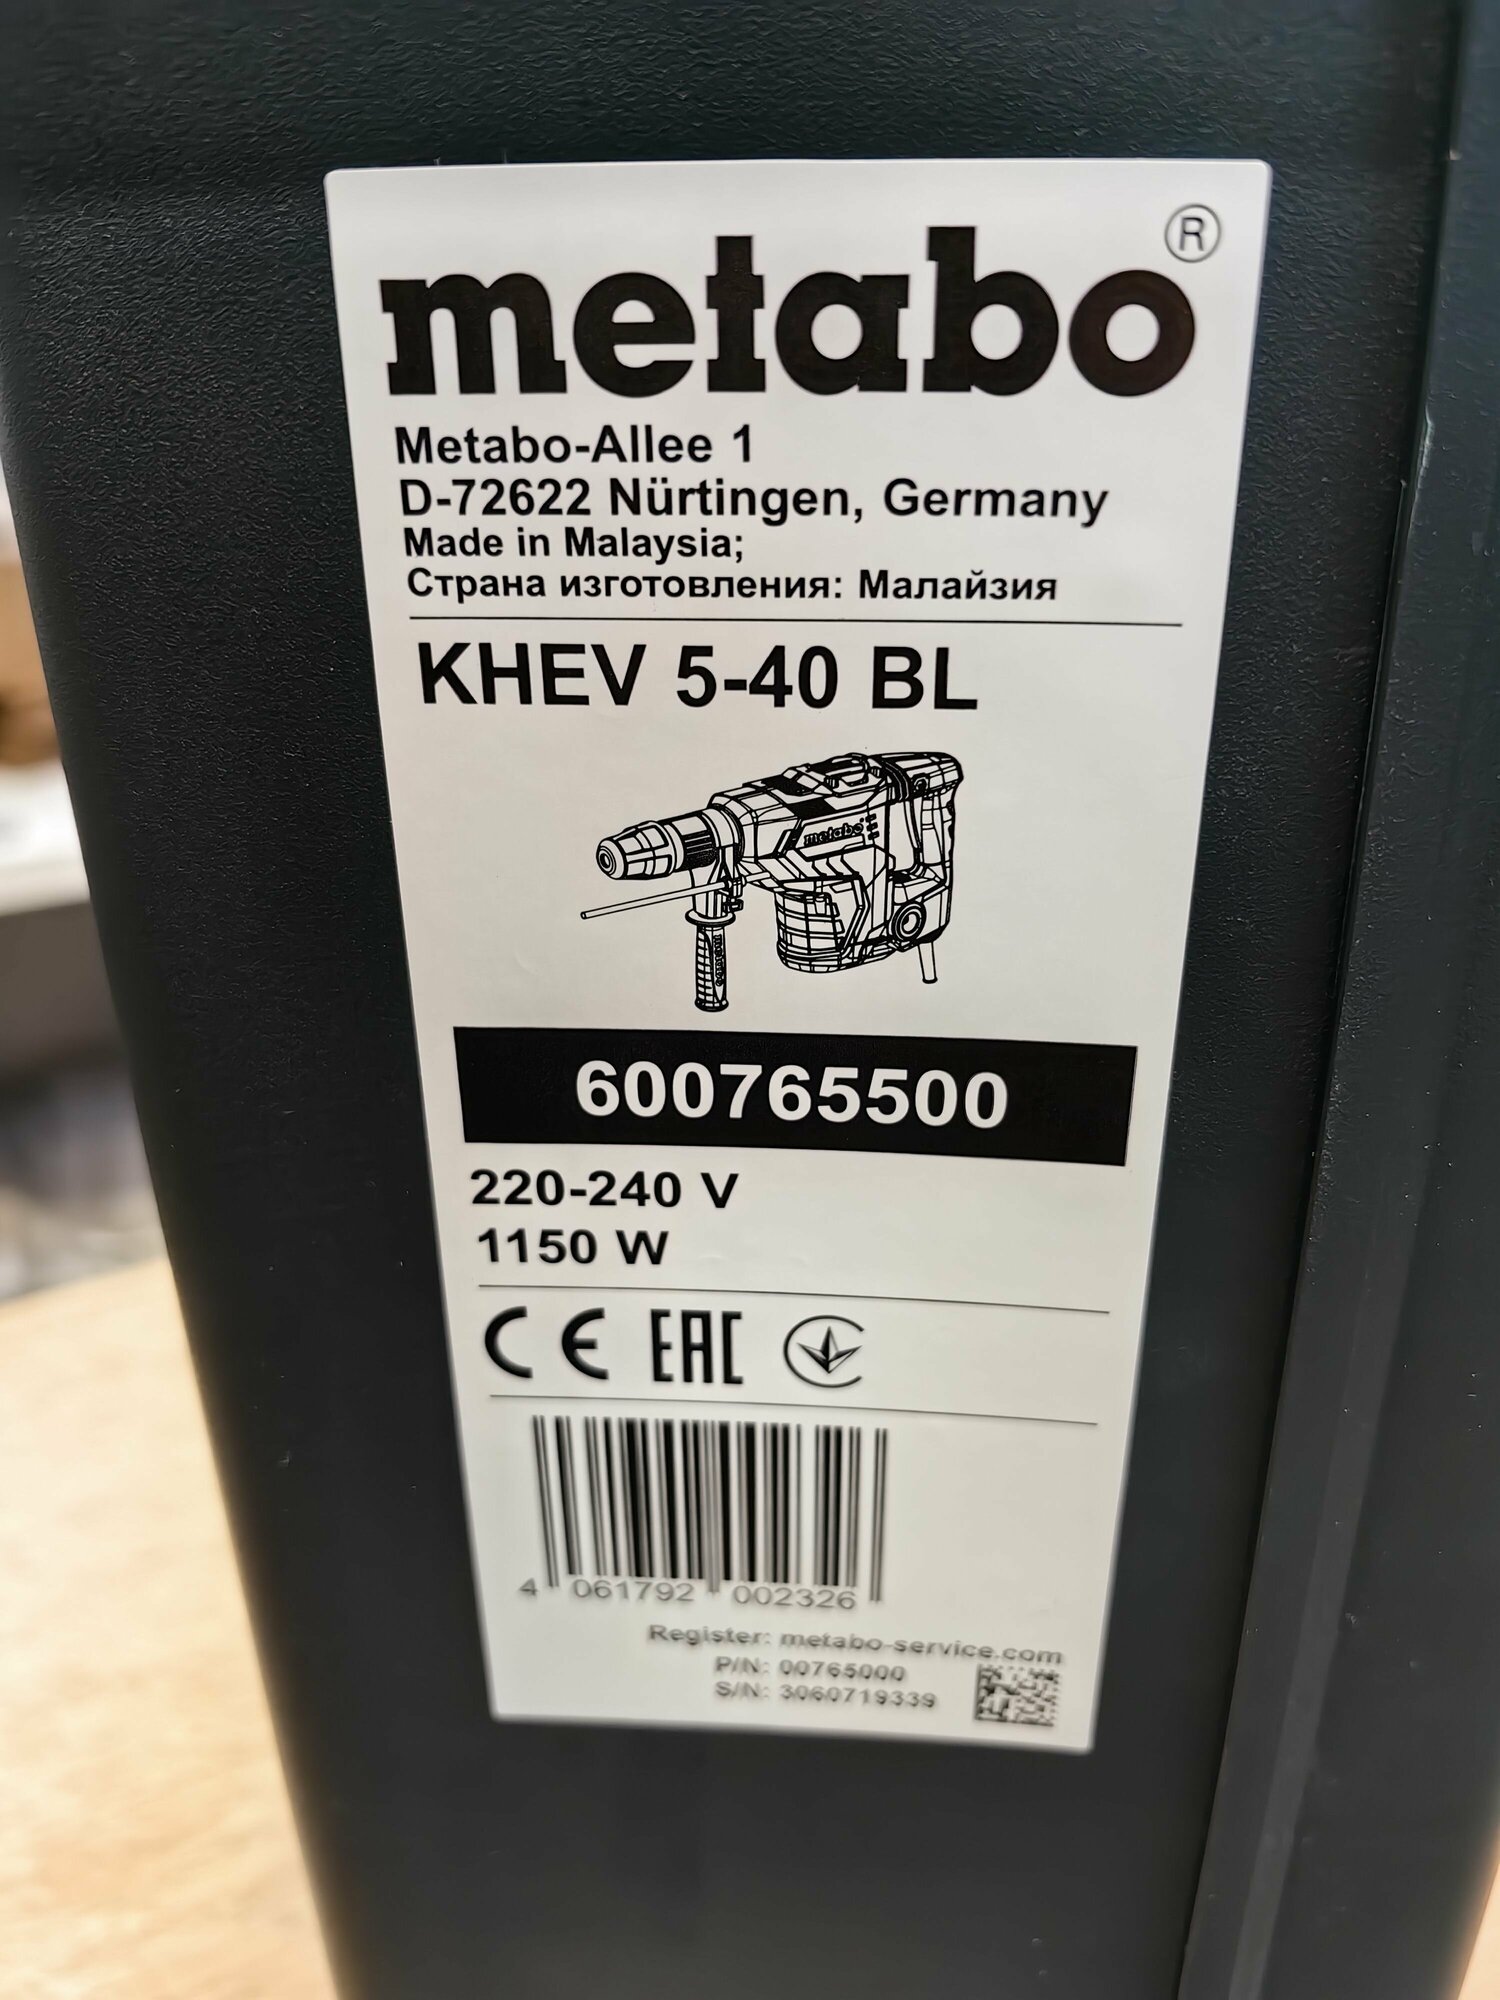 metabo®
Metabo-Allee 1
D-72622 Nürtingen, Germany
Made in Malaysia;
Страна изготовления: Малайзия
KHEV 5-40 BL
metabo
metabo
600765500
220-240 V
1150 W
CE EAC
4 061792 002326
Register: metabo-service.com
P/N: 00765000
S/N: 3060719339